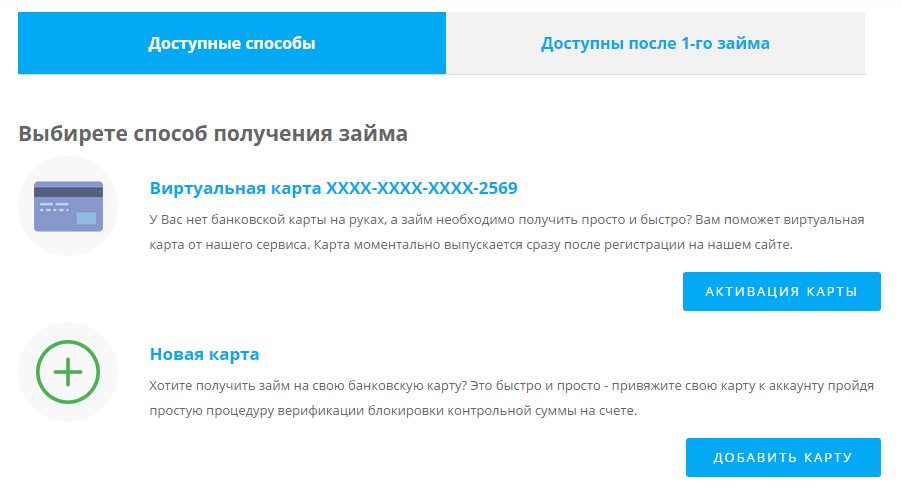 Доступные способы
Доступны после 1-го займа
Выбирете способ получения займа
Виртуальная карта XXXX-XXXX-XXXX-2569
У Вас нет банковской карты на руках, а займ необходимо получить просто и быстро? Вам поможет виртуальная
карта от нашего сервиса. Карта моментально выпускается сразу после регистрации на нашем сайте.
АКТИВАЦИЯ КАРТЫ
Новая карта
Хотите получить займ на свою банковскую карту? Это быстро и просто - привяжите свою карту к аккаунту пройдя
простую процедуру верификации блокировки контрольной суммы на счете.
ДОБАВИТЬ КАРТУ